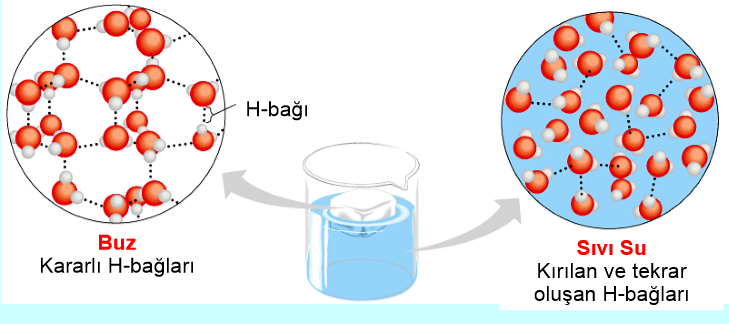 H-bağı
Buz
Kararlı H-bağları
Sıvı Su
Kırılan ve tekrar
oluşan H-bağları